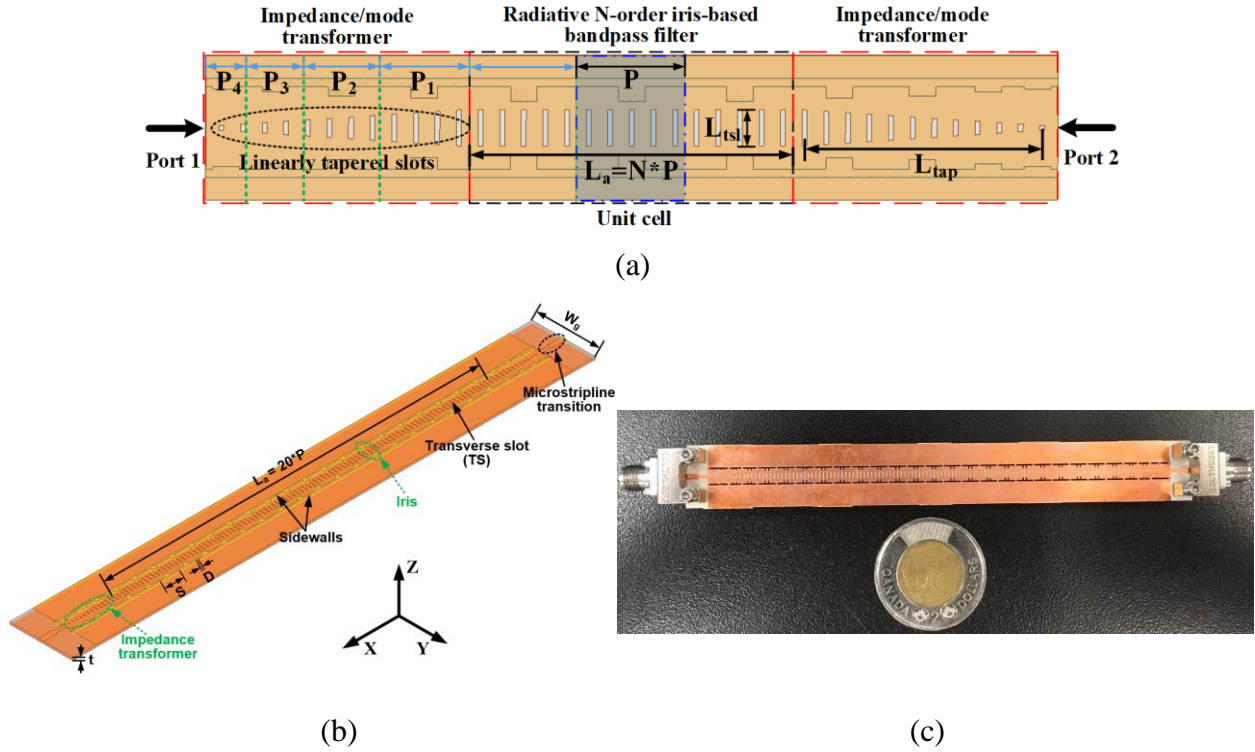 Impedance/mode
transformer
Radiative N-order iris-based
bandpass filter
Impedance/mode
transformer
P4 P3 P2 P1
P
Ltsl
Port 1
Linearly tapered slots
La=N*P
Ltap
Port 2
Unit cell
(a)
Wg
Microstripline
transition
Transverse slot
(TS)
La = 20*P
Iris
Sidewalls
S
D
Impedance
transformer
t
Z
X
Y
CANADA 2 DOLLARS
(b)
(c)